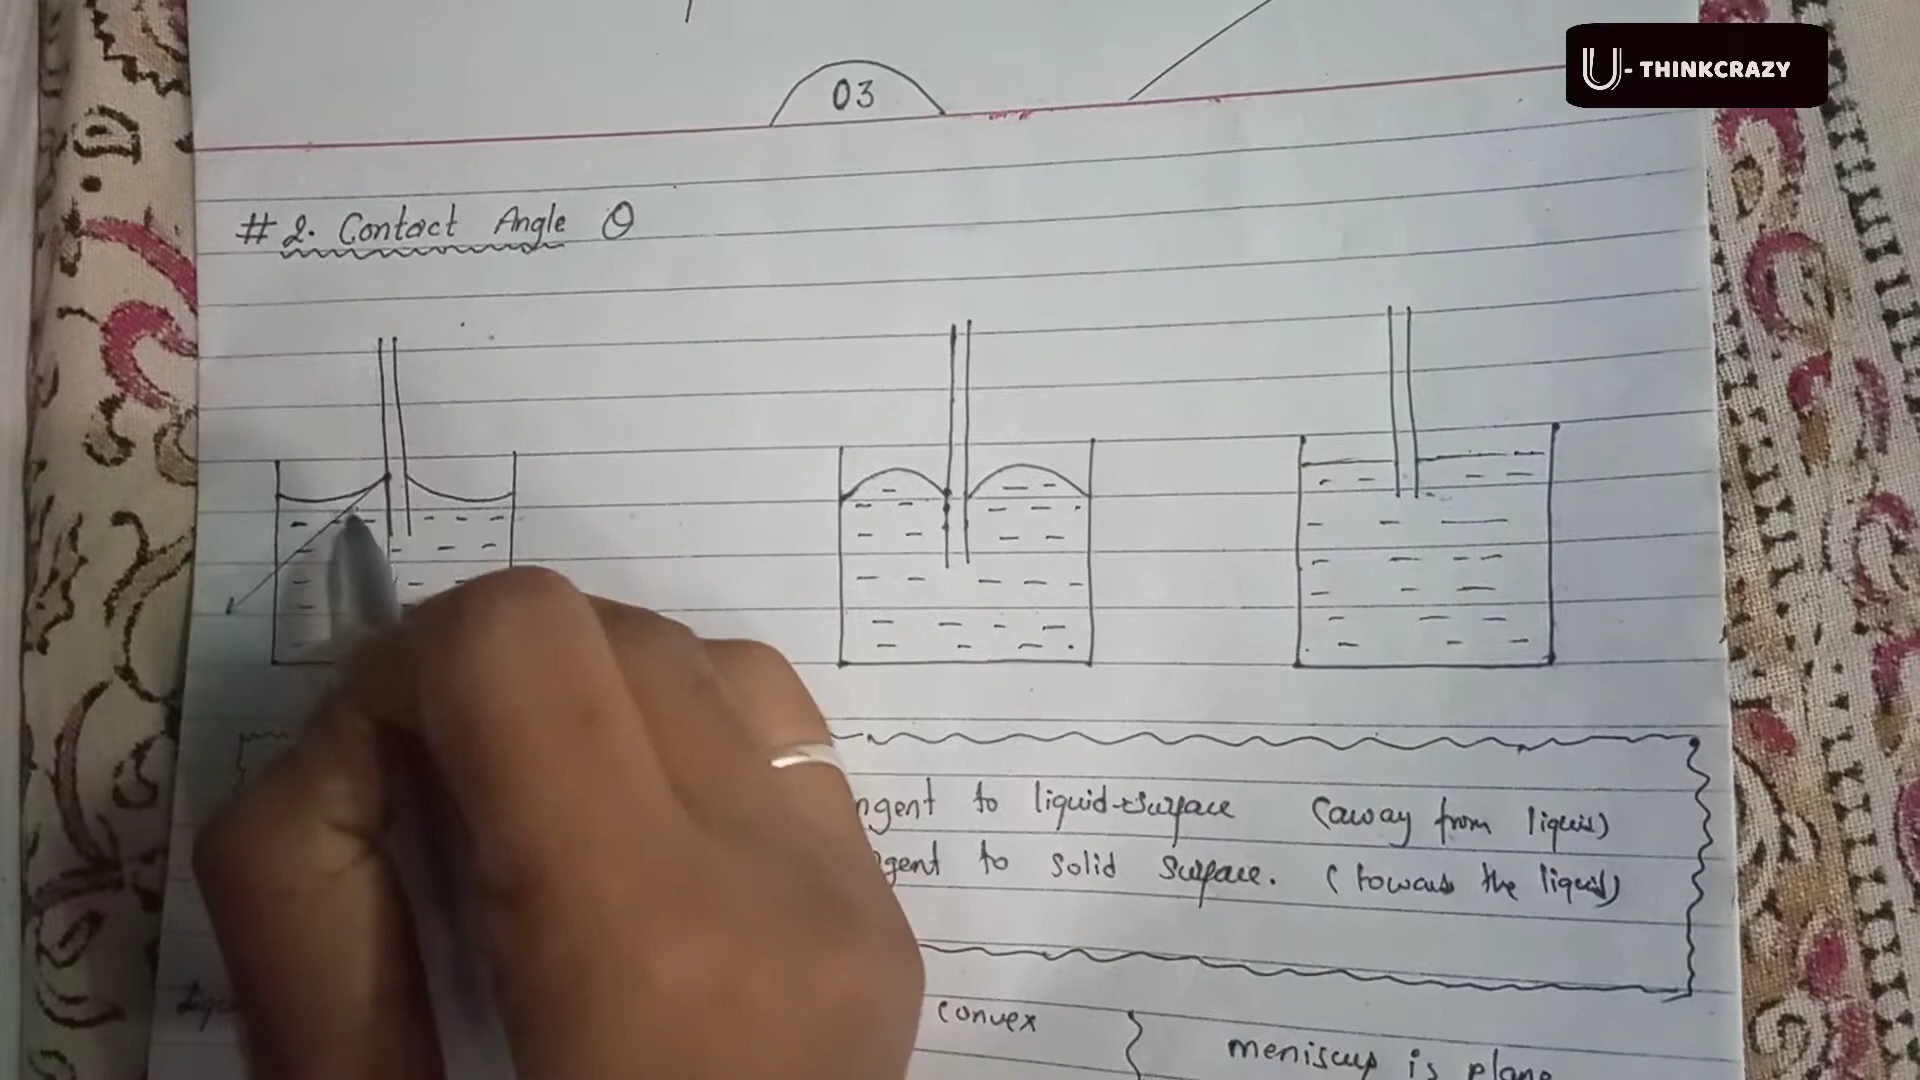 U - THINKCRAZY
03
# 2. Contact Angle θ
ngent to liquid-surface (away from liquid)
gent to solid surface. (towards the liquid)
convex
meniscus is plane